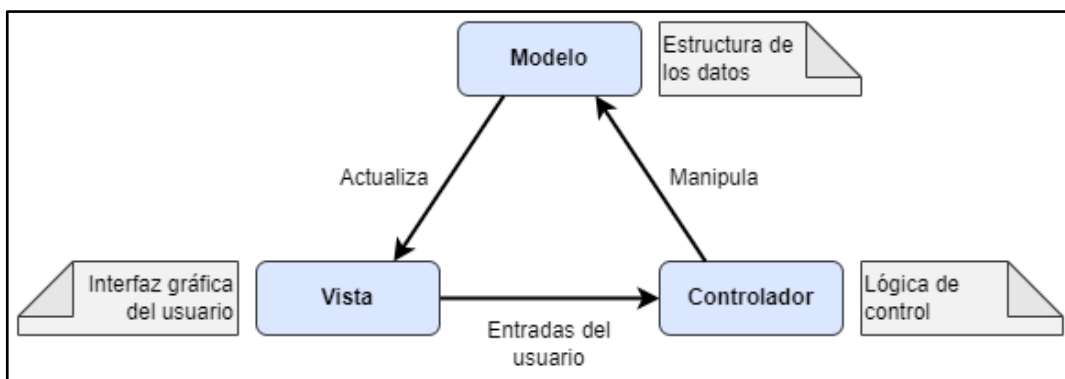 Modelo
Estructura de
los datos
Actualiza
Manipula
Interfaz gráfica
del usuario
Vista
Entradas del
usuario
Controlador
Lógica de
control